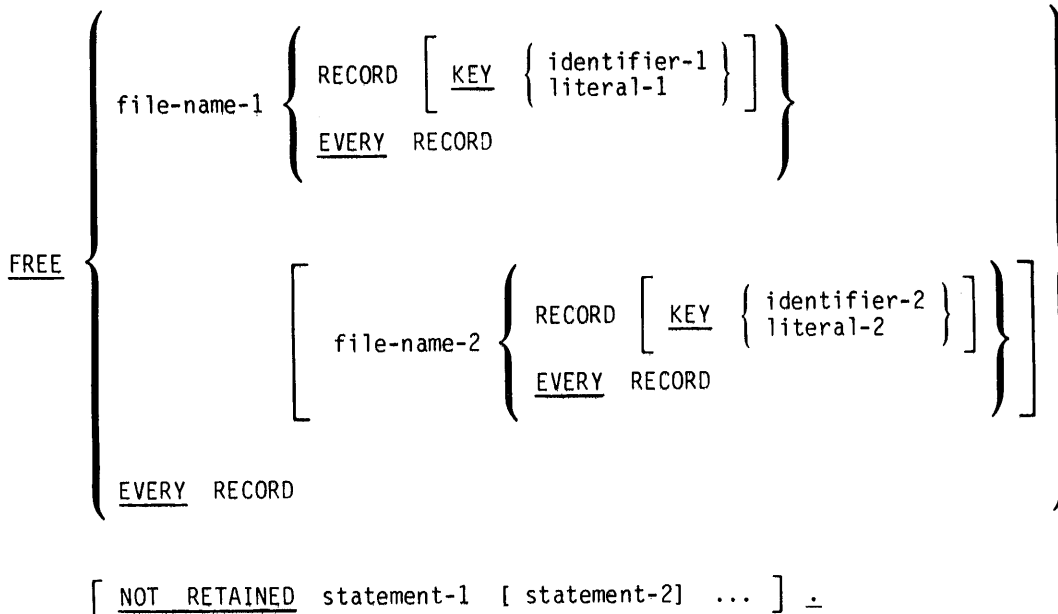 RECORD [ KEY { identifier-1
literal-1 } ]
file-name-1
EVERY RECORD
FREE
[ file-name-2 { RECORD [ KEY { identifier-2
literal-2 } ]
EVERY RECORD } ]
EVERY RECORD
[ NOT RETAINED statement-1 [ statement-2] ... ] .